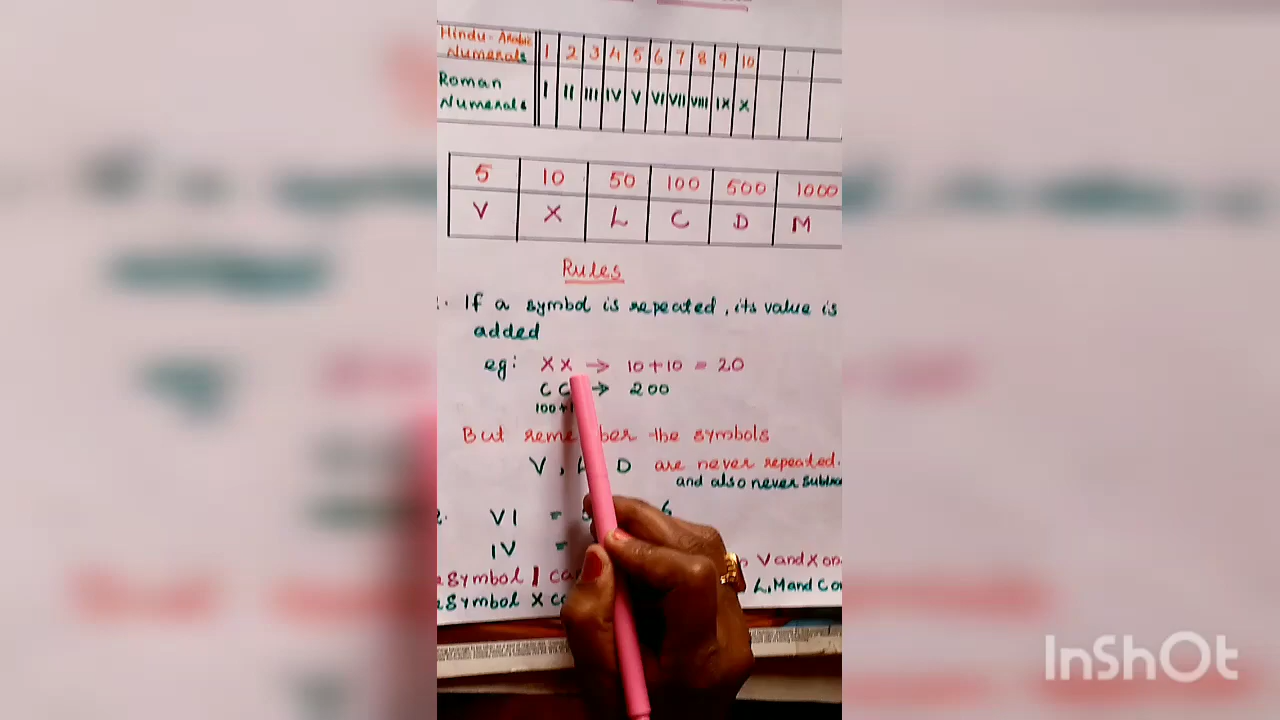 Hindu-Arabic Numerals 1 2 3 4 5 6 7 8 9 10
Roman Numerals I II III IV V VI VII VIII IX X
5 10 50 100 500 1000
V X L C D M
Rules
If a symbol is repeated, its value is
added
eg: XX → 10+10 = 20
CC → 200
100+
But remember the symbols
V, L D are never repeated.
and also never
VI = 6
IV =
Symbol I V and X
Symbol X L, M and C
InShOt